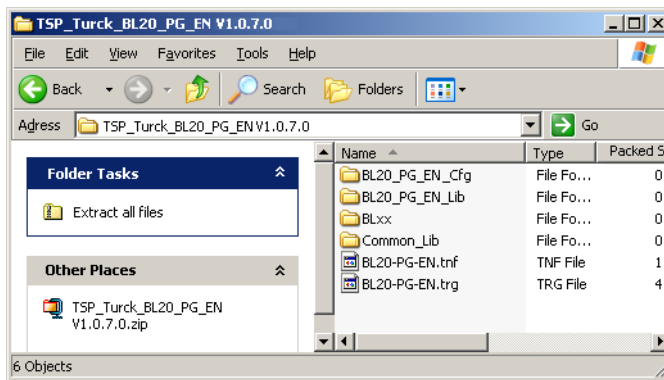 TSP_Turck_BL20_PG_EN V1.0.7.0
File Edit View Favorites Tools Help
Back Search Folders
Adress TSP_Turck_BL20_PG_EN V1.0.7.0 Go
Folder Tasks
Extract all files
Other Places
TSP_Turck_BL20_PG_EN
V1.0.7.0.zip
Name Type Packed S
BL20_PG_EN_Cfg File Fo... 0
BL20_PG_EN_Lib File Fo... 0
BLxx File Fo... 0
Common_Lib File Fo... 0
BL20-PG-EN.tnf TNF File 1
BL20-PG-EN.trg TRG File 4
6 Objects